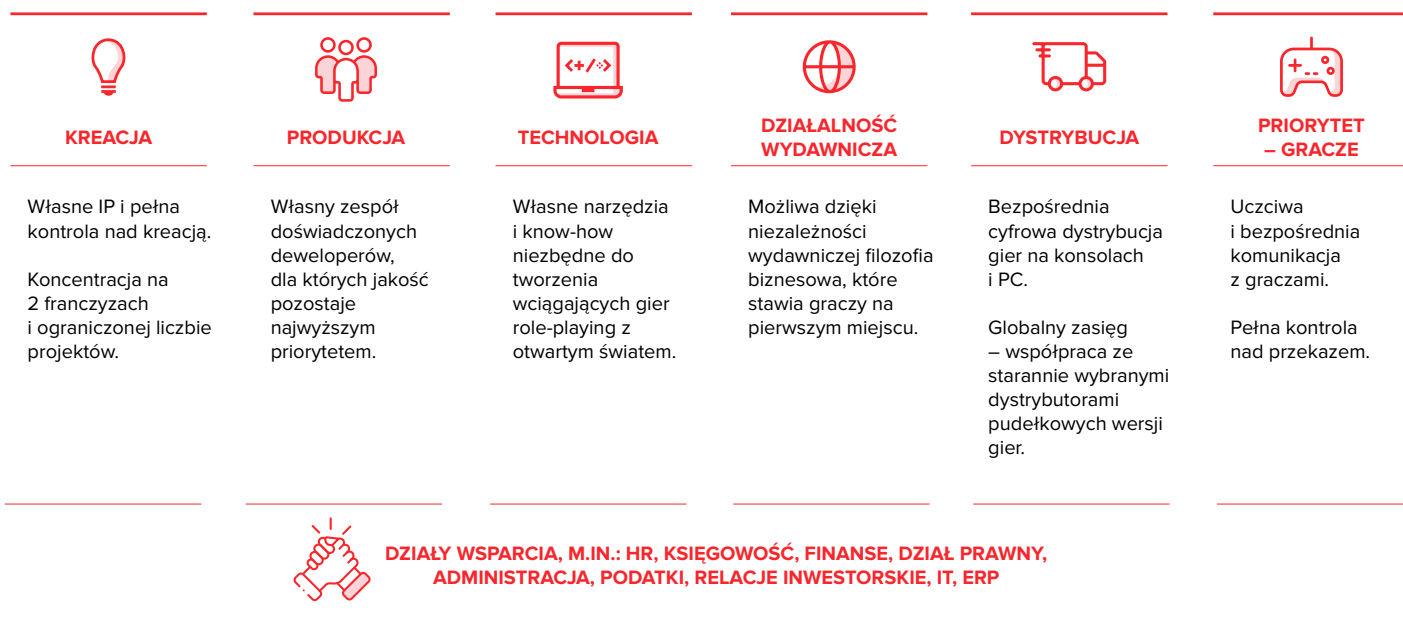 KREACJA
Własne IP i pełna
kontrola nad kreacją.
Koncentracja na
2 franczyzach
i ograniczonej liczbie
projektów.
PRODUKCJA
Własny zespół
doświadczonych
deweloperów,
dla których jakość
pozostaje
najwyższym
priorytetem.
TECHNOLOGIA
Własne narzędzia
i know-how
niezbędne do
tworzenia
wciągających gier
role-playing z
otwartym światem.
DZIAŁALNOŚĆ
WYDAWNICZA
Możliwa dzięki
niezależności
wydawniczej filozofia
biznesowa, które
stawia graczy na
pierwszym miejscu.
DYSTRYBUCJA
Bezpośrednia
cyfrowa dystrybucja
gier na konsolach
i PC.
Globalny zasięg
– współpraca ze
starannie wybranymi
dystrybutorami
pudełkowych wersji
gier.
PRIORYTET
– GRACZE
Uczciwa
i bezpośrednia
komunikacja
z graczami.
Pełna kontrola
nad przekazem.
DZIAŁY WSPARCIA, M.IN.: HR, KSIĘGOWOŚĆ, FINANSE, DZIAŁ PRAWNY,
ADMINISTRACJA, PODATKI, RELACJE INWESTORSKIE, IT, ERP